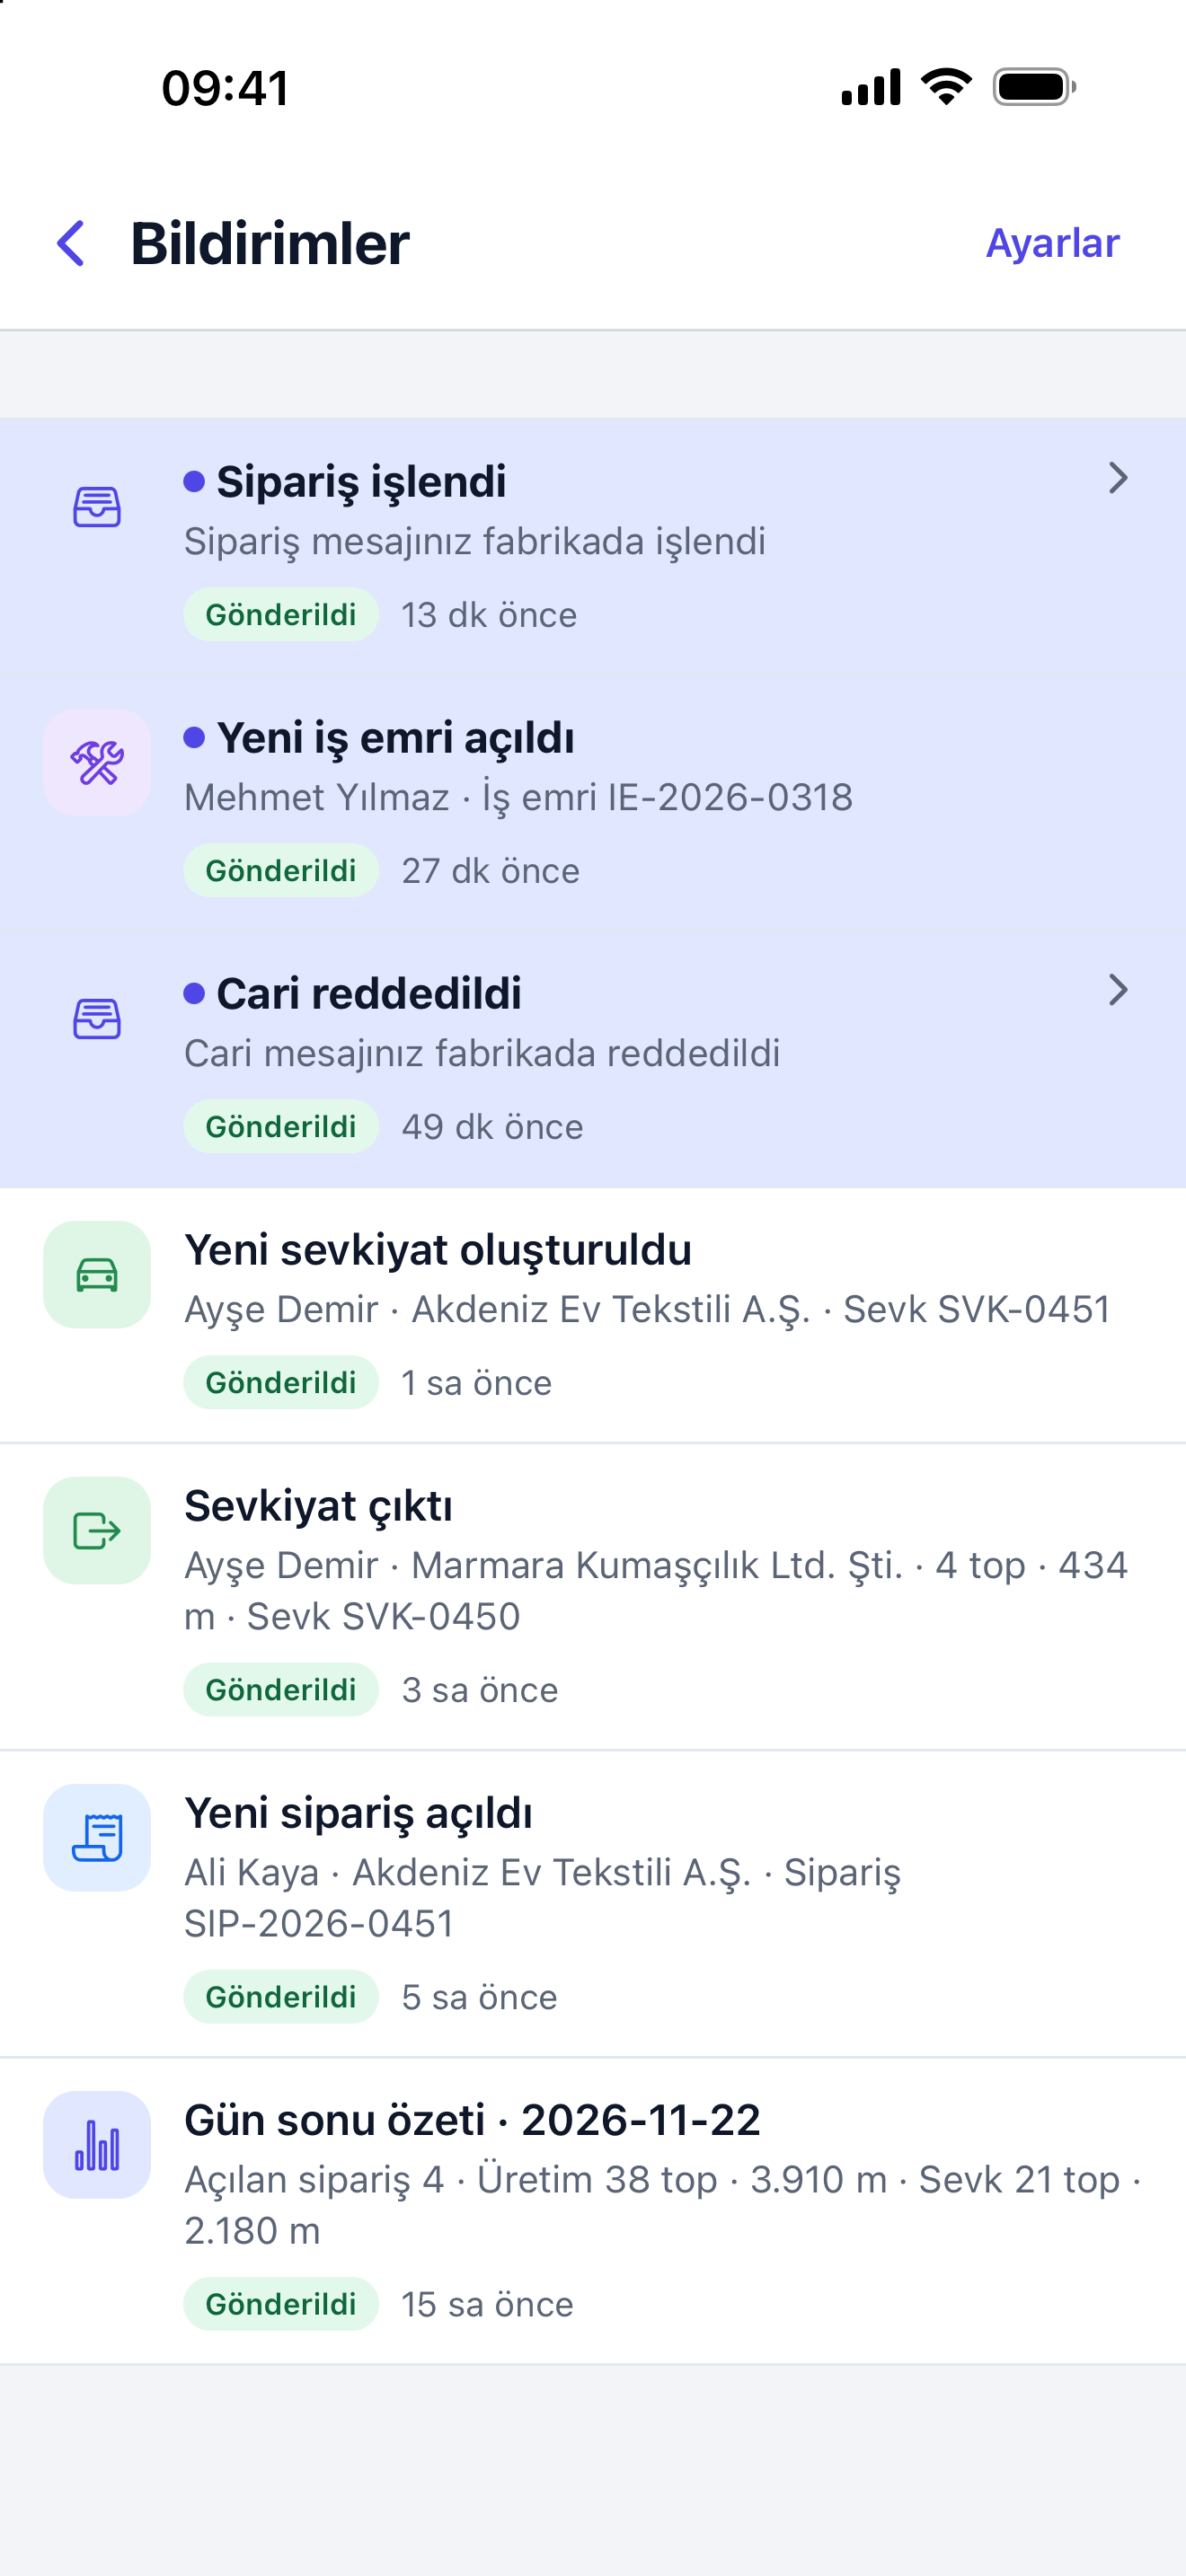 09:41
Bildirimler
Ayarlar
Sipariş işlendi
Sipariş mesajınız fabrikada işlendi
Gönderildi 13 dk önce
Yeni iş emri açıldı
Mehmet Yılmaz · İş emri IE-2026-0318
Gönderildi 27 dk önce
Cari reddedildi
Cari mesajınız fabrikada reddedildi
Gönderildi 49 dk önce
Yeni sevkiyat oluşturuldu
Ayşe Demir · Akdeniz Ev Tekstili A.Ş. · Sevk SVK-0451
Gönderildi 1 sa önce
Sevkiyat çıktı
Ayşe Demir · Marmara Kumaşçılık Ltd. Şti. · 4 top · 434
m · Sevk SVK-0450
Gönderildi 3 sa önce
Yeni sipariş açıldı
Ali Kaya · Akdeniz Ev Tekstili A.Ş. · Sipariş
SIP-2026-0451
Gönderildi 5 sa önce
Gün sonu özeti · 2026-11-22
Açılan sipariş 4 · Üretim 38 top · 3.910 m · Sevk 21 top ·
2.180 m
Gönderildi 15 sa önce